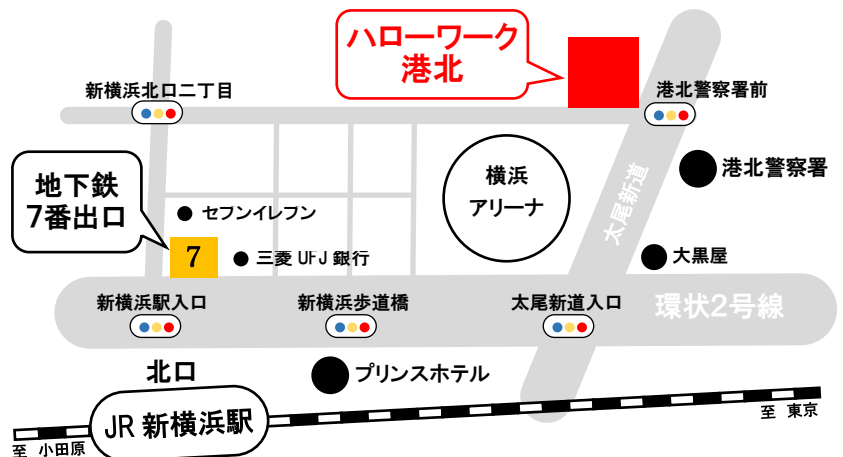 ハローワーク
港北
新横浜北口二丁目
港北警察署前
地下鉄
7番出口
セブンイレブン
横浜
アリーナ
太尾新道
港北警察署
7
三菱 UFJ 銀行
大黒屋
新横浜駅入口
新横浜歩道橋
太尾新道入口
環状2号線
北口
プリンスホテル
JR 新横浜駅
至 小田原
至 東京